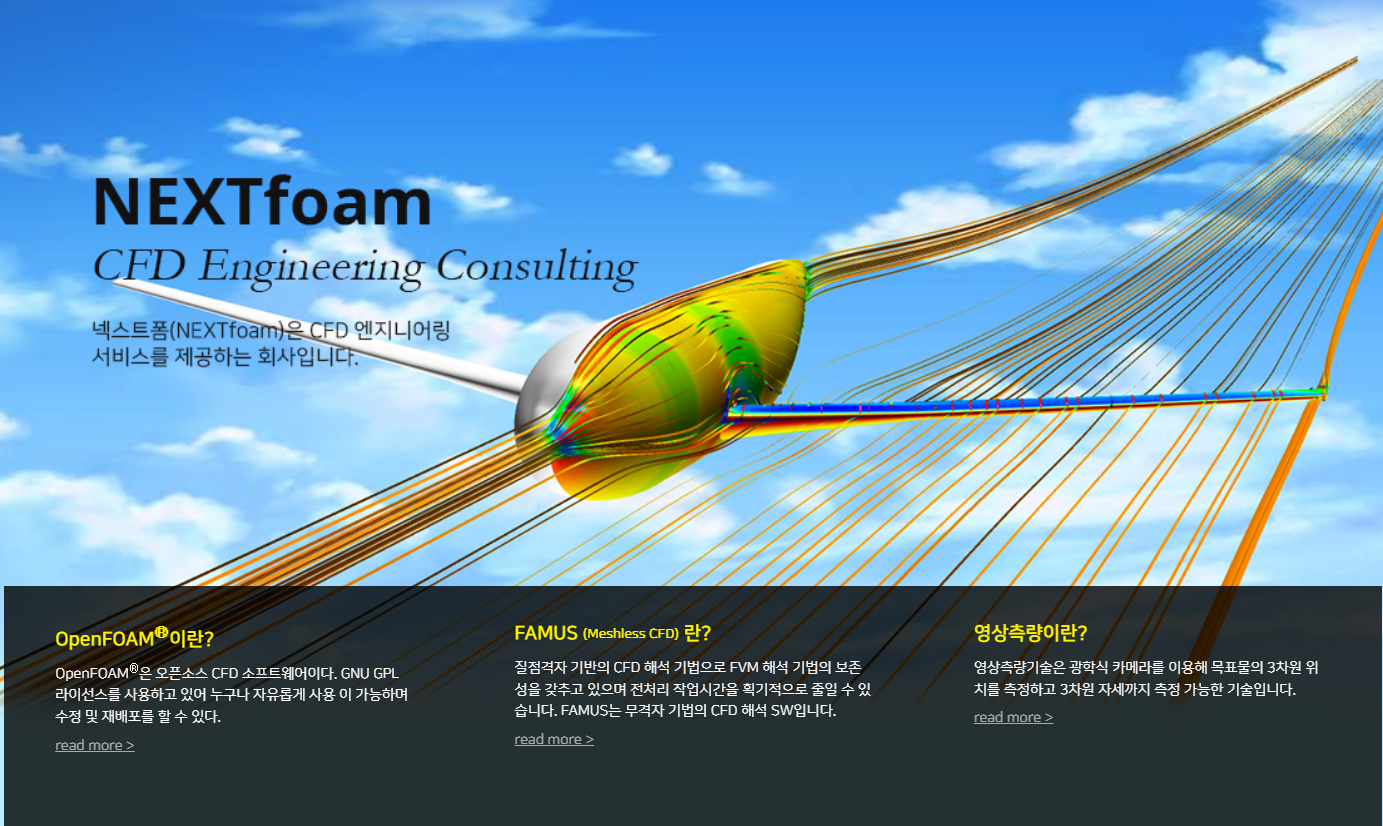 NEXTfoam
CFD Engineering Consulting
넥스트폼(NEXTfoam)은 CFD 엔지니어링
서비스를 제공하는 회사입니다.
OpenFOAM®이란?
OpenFOAM®은 오픈소스 CFD 소프트웨어이다. GNU GPL
라이선스를 사용하고 있어 누구나 자유롭게 사용 이 가능하며
수정 및 재배포를 할 수 있다.
read more >
FAMUS (Meshless CFD) 란?
질점격자 기반의 CFD 해석 기법으로 FVM 해석 기법의 보존
성을 갖추고 있으며 전처리 작업시간을 획기적으로 줄일 수 있
습니다. FAMUS는 무격자 기법의 CFD 해석 SW입니다.
read more >
영상측량이란?
영상측량기술은 광학식 카메라를 이용해 목표물의 3차원 위
치를 측정하고 3차원 자세까지 측정 가능한 기술입니다.
read more >